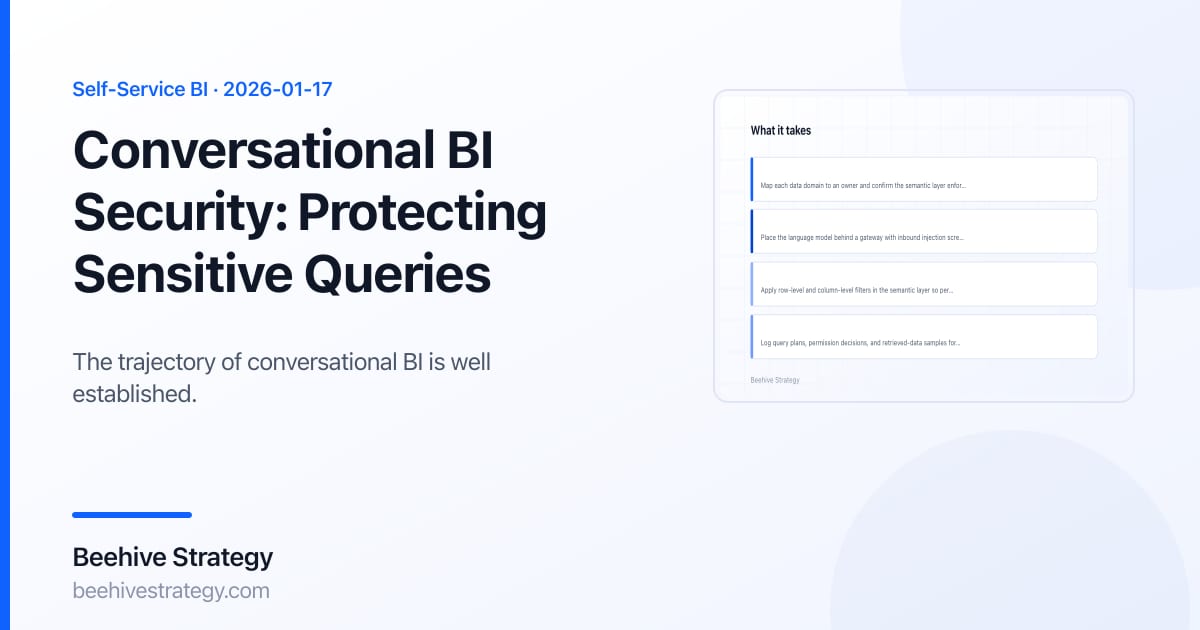 Self-Service BI · 2026-01-17
Conversational BI
Security: Protecting
Sensitive Queries
The trajectory of conversational BI is well
established.
Beehive Strategy
beehivestrategy.com
What it takes
Map each data domain to an owner and confirm the semantic layer enfor...
Place the language model behind a gateway with inbound injection scre...
Apply row-level and column-level filters in the semantic layer so per...
Log query plans, permission decisions, and retrieved-data samples for...
Beehive Strategy